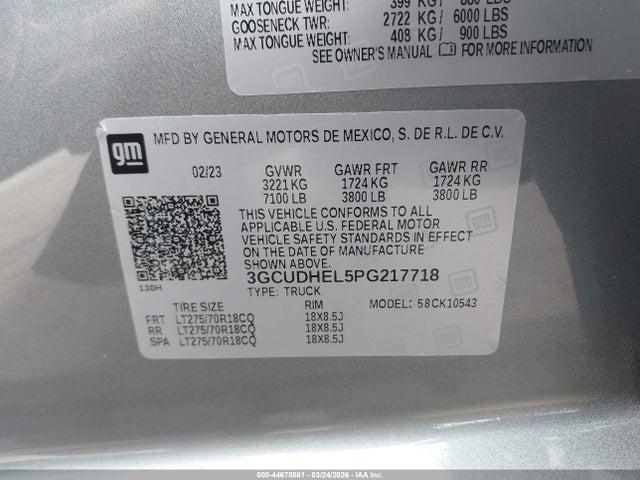 MAX TONGUE WEIGHT: 399 KG/ 880 LBS
GOOSENECK TWR: 2722 KG/ 6000 LBS
MAX TONGUE WEIGHT: 408 KG/ 900 LBS
SEE OWNER'S MANUAL FOR MORE INFORMATION
gm
MFD BY GENERAL MOTORS DE MEXICO, S. DE R.L. DE C.V.
02/23 GVWR GAWR FRT GAWR RR
3221 KG 1724 KG 1724 KG
7100 LB 3800 LB 3800 LB
THIS VEHICLE CONFORMS TO ALL
APPLICABLE U.S. FEDERAL MOTOR
VEHICLE SAFETY STANDARDS IN EFFECT
ON THE DATE OF MANUFACTURE
SHOWN ABOVE.
3GCUDHEL5PG217718
130H TYPE: TRUCK
TIRE SIZE RIM MODEL: 58CK10543
FRT LT275/70R18CQ 18X8.5J
RR LT275/70R18CQ 18X8.5J
SPA LT275/70R18CQ 18X8.5J
000-44678581 | 03/24/2026 | IAAI.COM